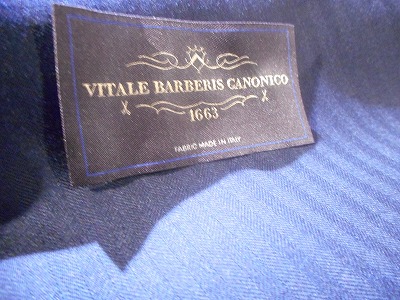 VITALE BARBERIS CANONICO
1663
FABRIC MADE IN ITALY